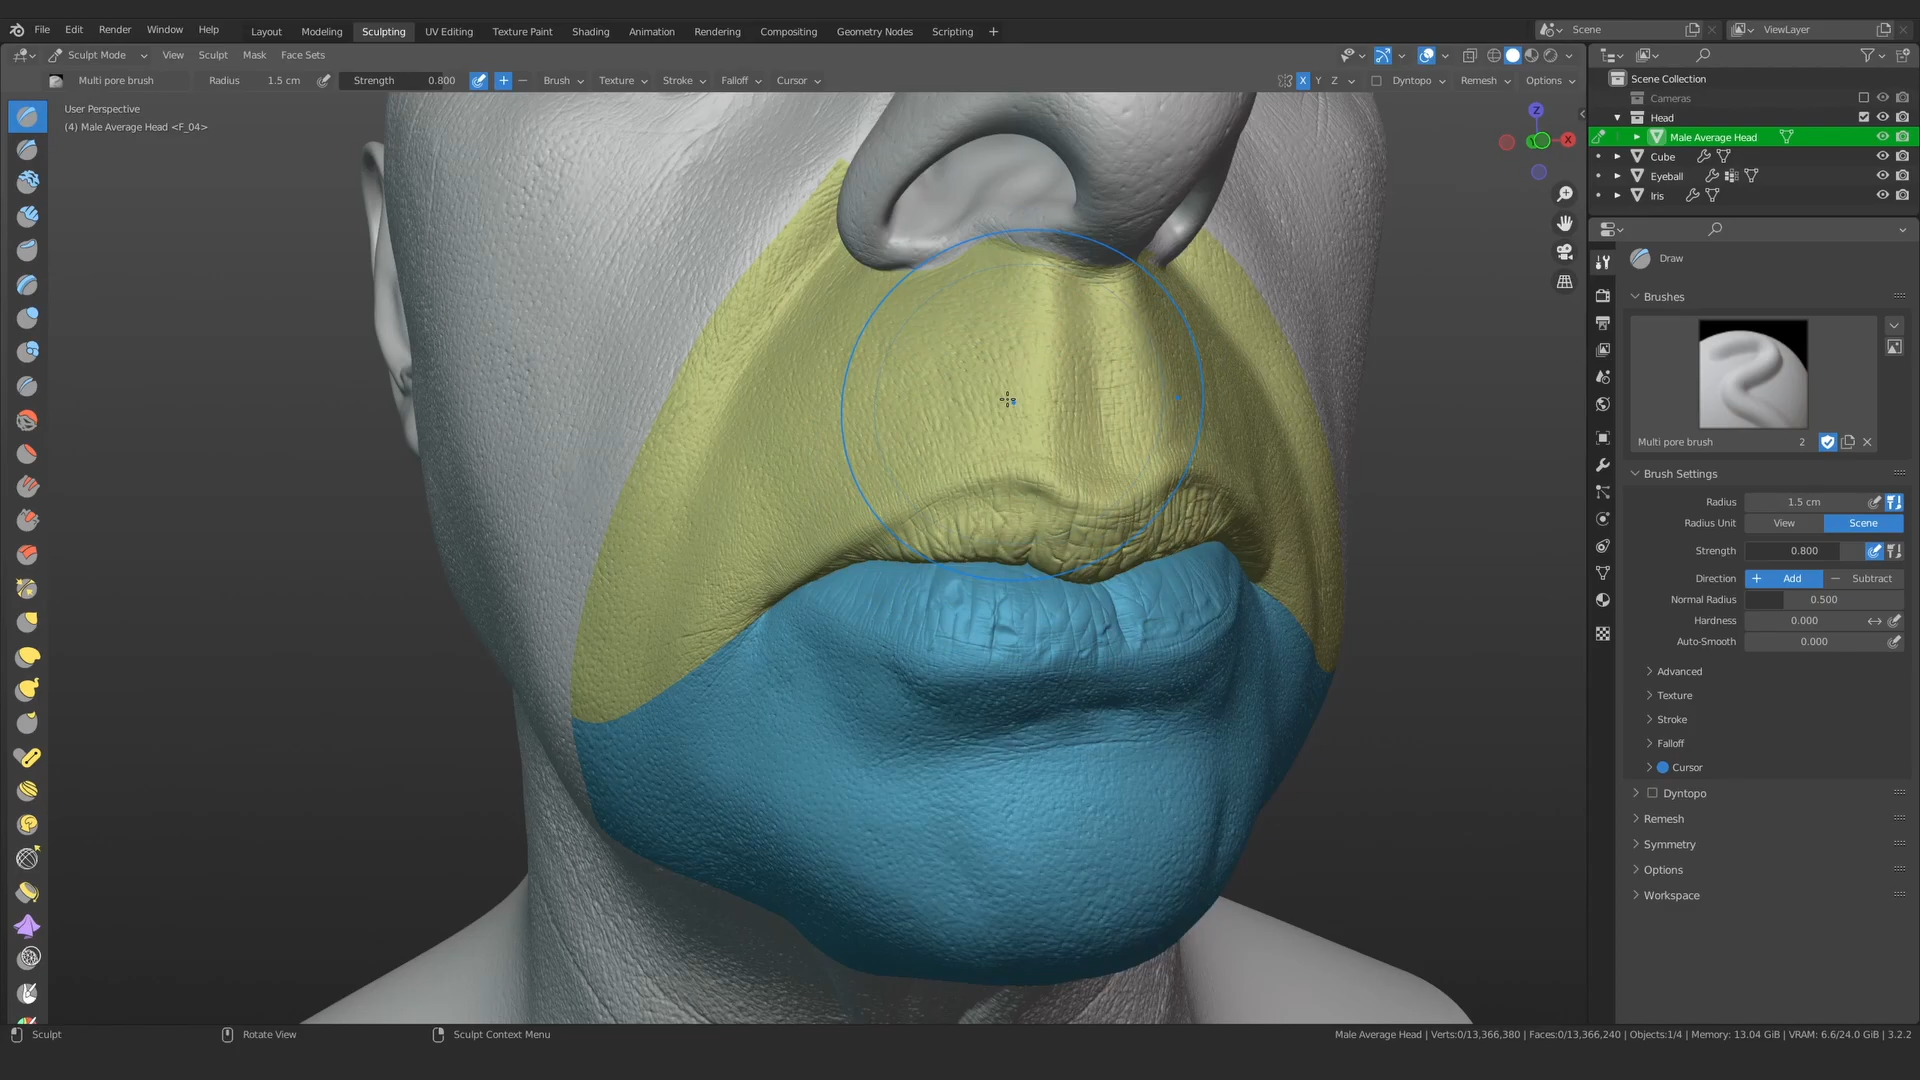 File Edit Render Window Help Layout Modeling Sculpting UV Editing Texture Paint Shading Animation Rendering Compositing Geometry Nodes Scripting + Scene ViewLayer
Sculpt Mode View Sculpt Mask Face Sets
Multi pore brush Radius 1.5 cm Strength 0.800 Brush Texture Stroke Falloff Cursor X Y Z Dyntopo Remesh Options
User Perspective
(4) Male Average Head <F_04>
Z
X
Scene Collection
Cameras
Head
Male Average Head
Cube
Eyeball
Iris
Draw
Brushes
Multi pore brush 2
Brush Settings
Radius 1.5 cm
Radius Unit View Scene
Strength 0.800
Direction + Add − Subtract
Normal Radius 0.500
Hardness 0.000
Auto-Smooth 0.000
Advanced
Texture
Stroke
Falloff
Cursor
Dyntopo
Remesh
Symmetry
Options
Workspace
Sculpt Rotate View Sculpt Context Menu Male Average Head | Verts:0/13,366,380 | Faces:0/13,366,240 | Objects:1/4 | Memory: 13.04 GiB | VRAM: 6.6/24.0 GiB | 3.2.2